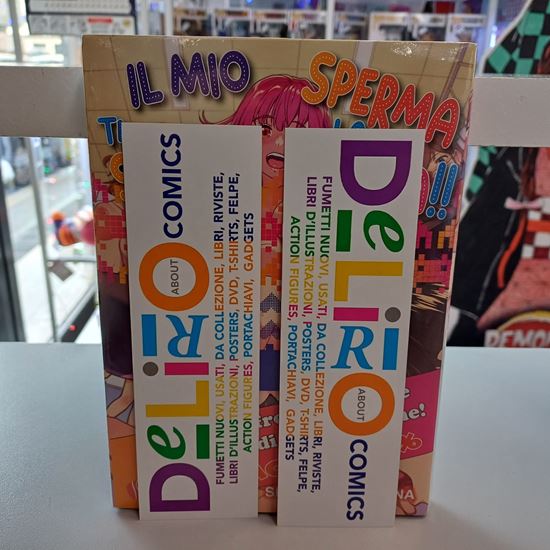 IL MIO
SPERMA
DeLiRiO
ABOUT
COMICS
FUMETTI NUOVI, USATI, DA COLLEZIONE, LIBRI, RIVISTE,
LIBRI D'ILLUSTRAZIONI, POSTERS, DVD, T-SHIRTS, FELPE,
ACTION FIGURES, PORTACHIAVI, GADGETS
DeLiRiO
ABOUT
COMICS
FUMETTI NUOVI, USATI, DA COLLEZIONE, LIBRI, RIVISTE,
LIBRI D'ILLUSTRAZIONI, POSTERS, DVD, T-SHIRTS, FELPE,
ACTION FIGURES, PORTACHIAVI, GADGETS